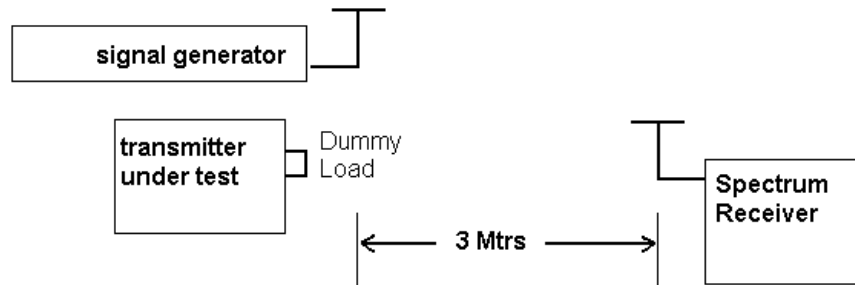 signal generator
transmitter
under test
Dummy
Load
Spectrum
Receiver
3 Mtrs